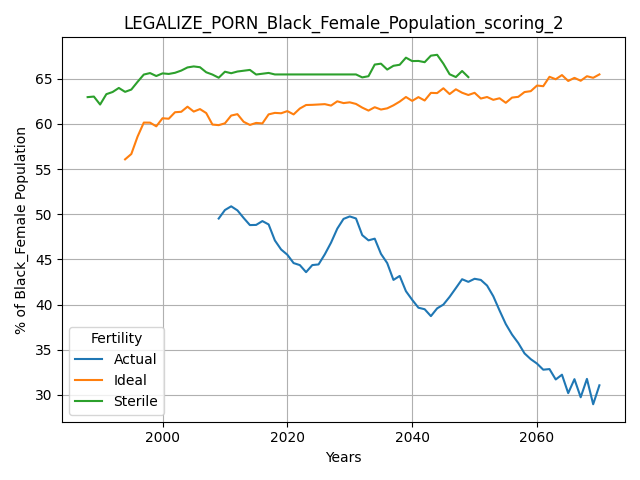 LEGALIZE_PORN_Black_Female_Population_scoring_2
% of Black_Female Population
65
60
55
50
45
40
35
30
Fertility
Actual
Ideal
Sterile
2000
2020
2040
2060
Years